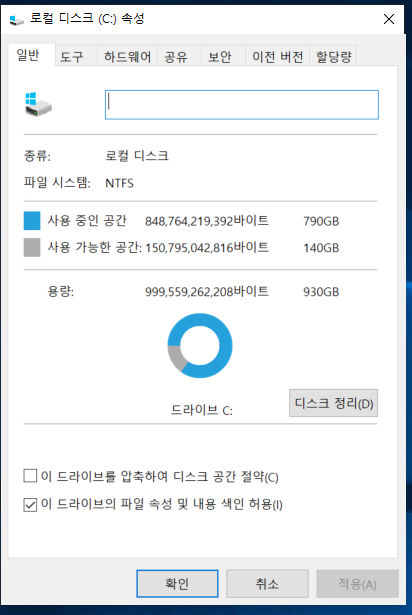 로컬 디스크 (C:) 속성
일반 도구 하드웨어 공유 보안 이전 버전 할당량
종류: 로컬 디스크
파일 시스템: NTFS
사용 중인 공간 848,764,219,392바이트 790GB
사용 가능한 공간: 150,795,042,816바이트 140GB
용량: 999,559,262,208바이트 930GB
드라이브 C:
디스크 정리(D)
이 드라이브를 압축하여 디스크 공간 절약(C)
이 드라이브의 파일 속성 및 내용 색인 허용(I)
확인 취소 적용(A)